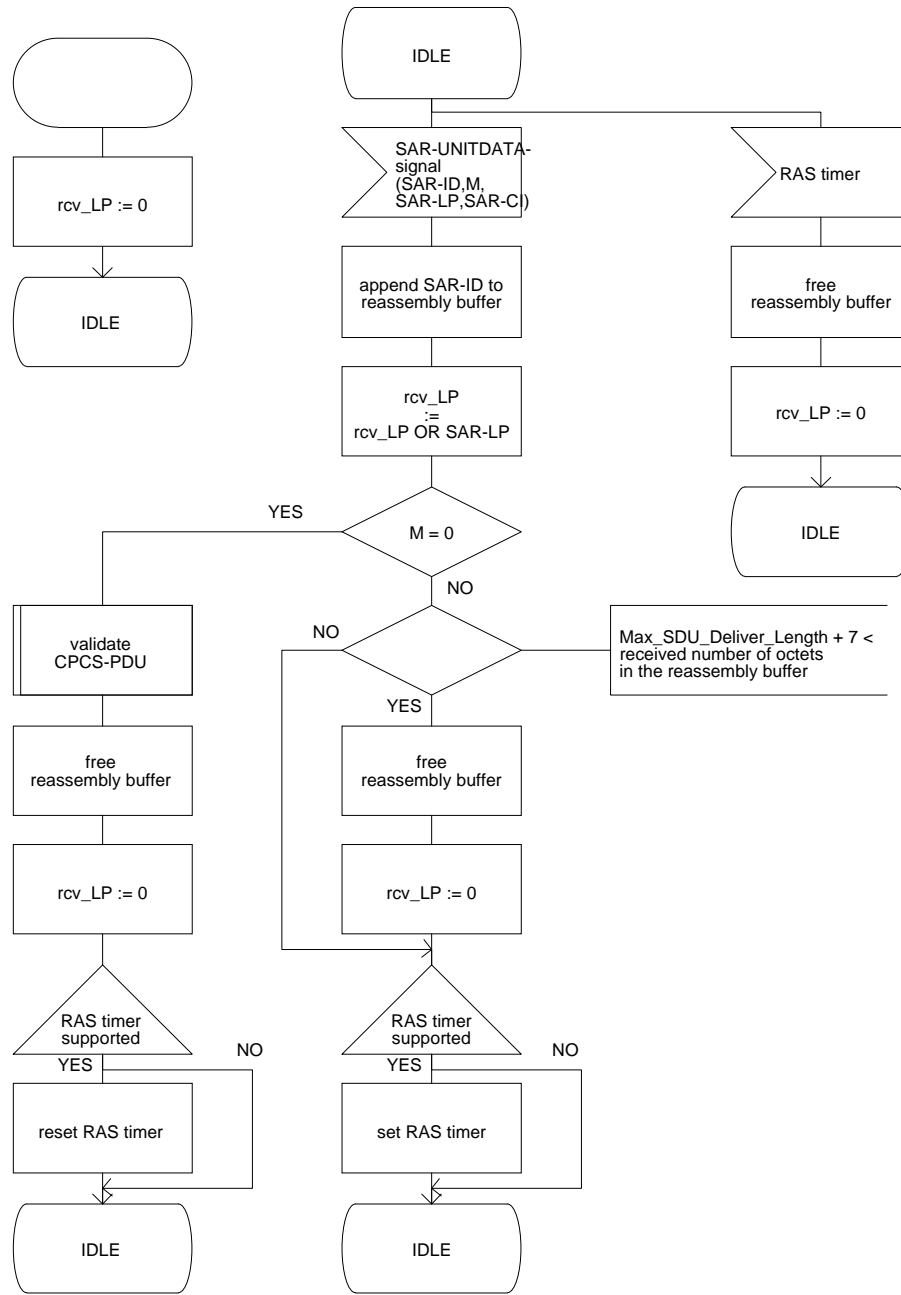 rcv_LP := 0
IDLE
IDLE
SAR-UNITDATA-
signal
(SAR-ID,M,
SAR-LP,SAR-CI)
append SAR-ID to
reassembly buffer
rcv_LP
:=
rcv_LP OR SAR-LP
M = 0
YES
NO
RAS timer
free
reassembly buffer
rcv_LP := 0
IDLE
validate
CPCS-PDU
free
reassembly buffer
rcv_LP := 0
RAS timer
supported
YES
NO
reset RAS timer
IDLE
NO
YES
Max_SDU_Deliver_Length + 7 <
received number of octets
in the reassembly buffer
free
reassembly buffer
rcv_LP := 0
RAS timer
supported
YES
NO
set RAS timer
IDLE